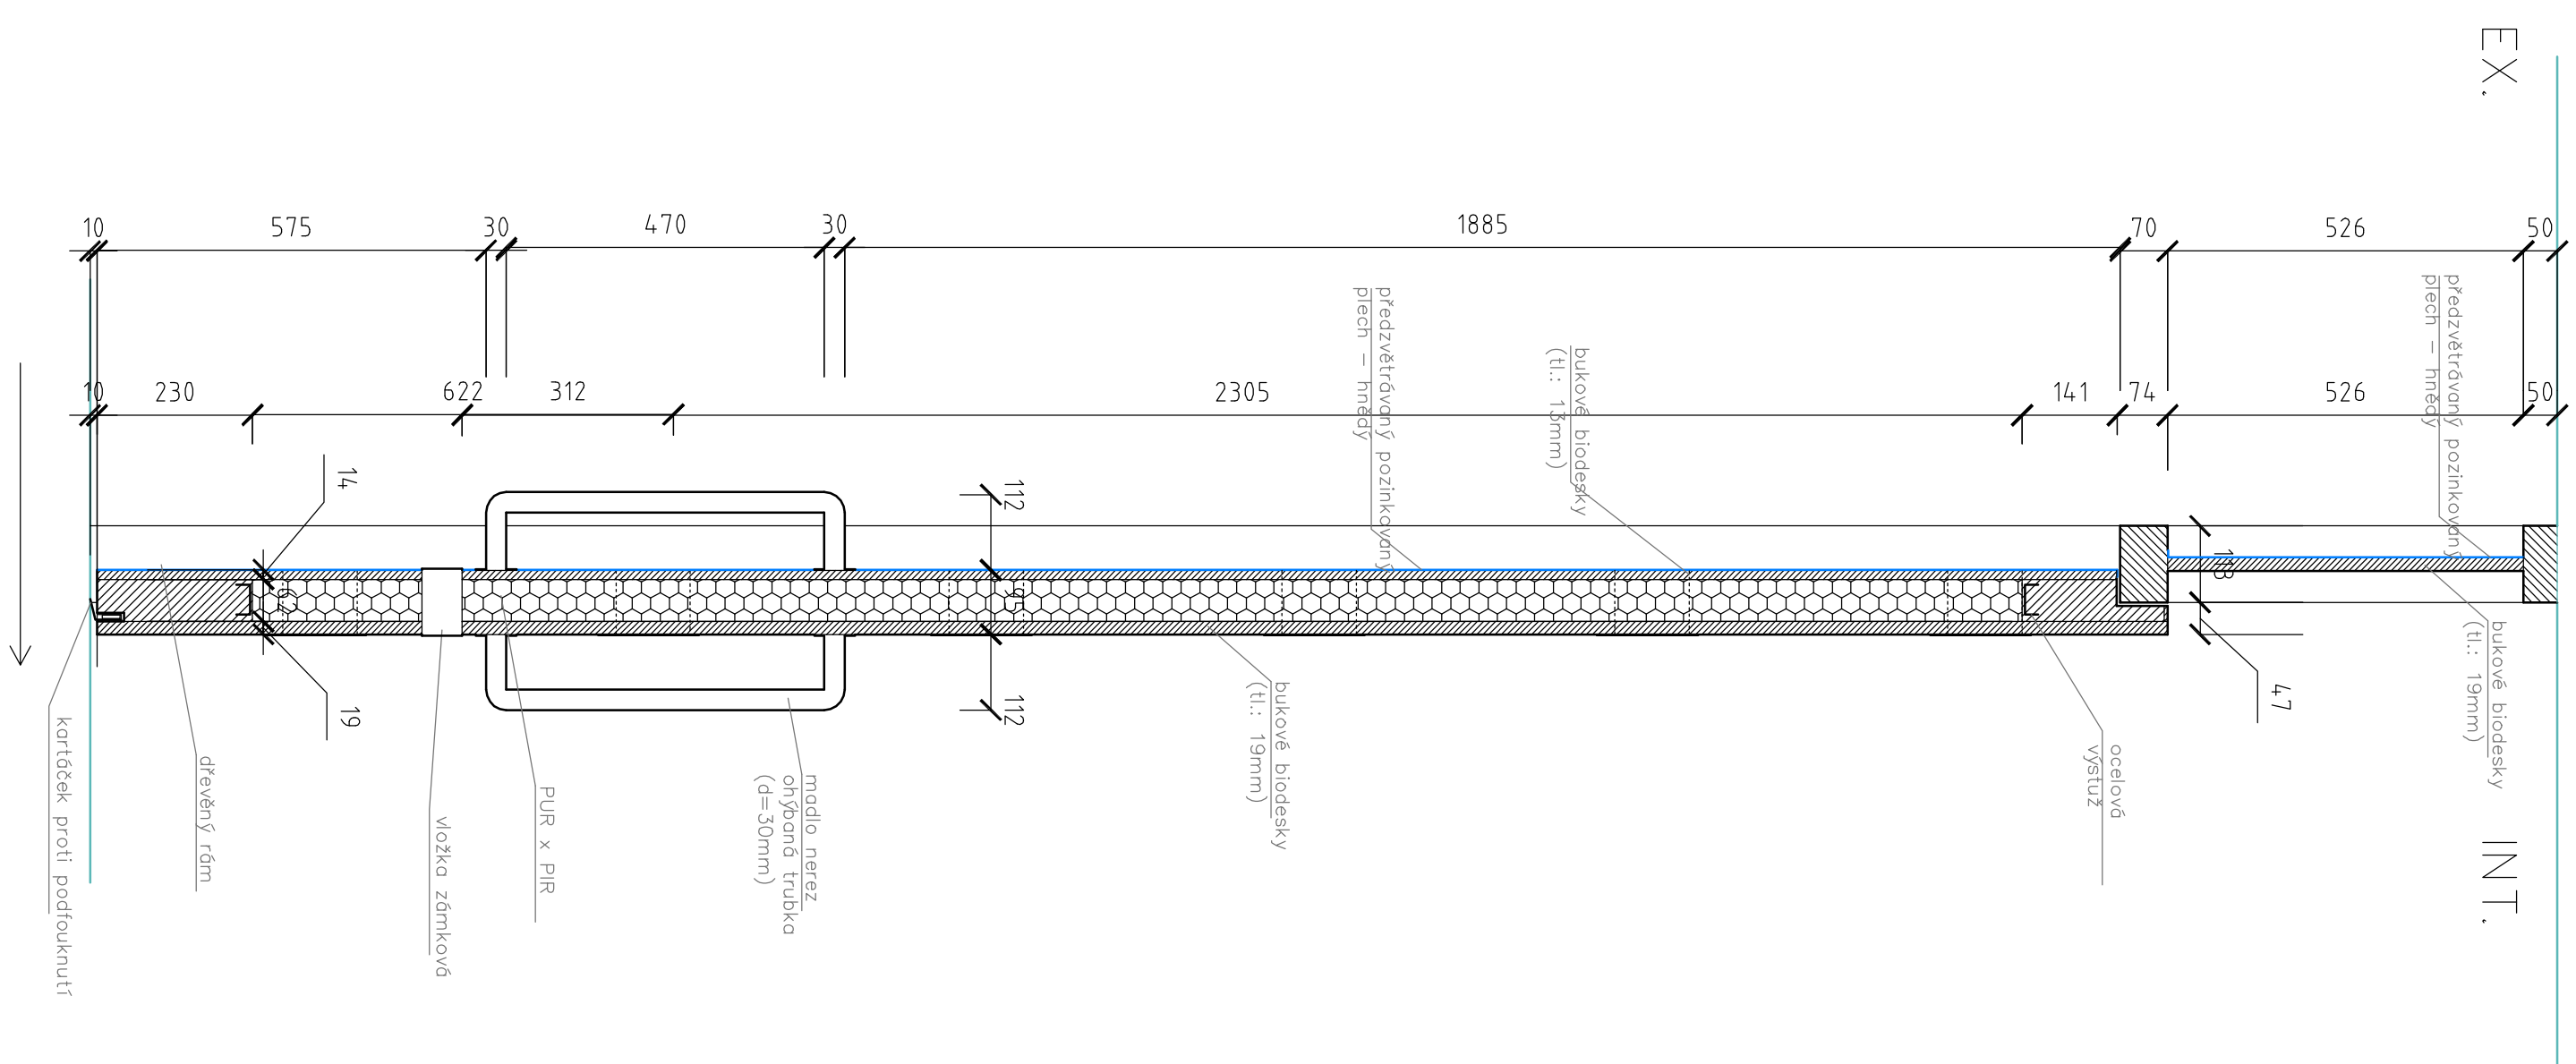 EX.
10
575
30
470
30
1885
70
526
50
10
230
622
312
2305
141
74
526
50
předzvětrávaný pozinkovaný
plech – hnědý
bukové biodesky
(tl.: 13mm)
předzvětrávaný pozinkovaný
plech – hnědý
14
112
62
95
113
19
112
47
bukové biodesky
(tl.: 19mm)
bukové biodesky
(tl.: 19mm)
ocelová
výstuž
madlo nerez
ohýbaná trubka
(d=30mm)
PUR x PIR
vložka zámková
dřevěný rám
kartáček proti podfouknutí
INT.